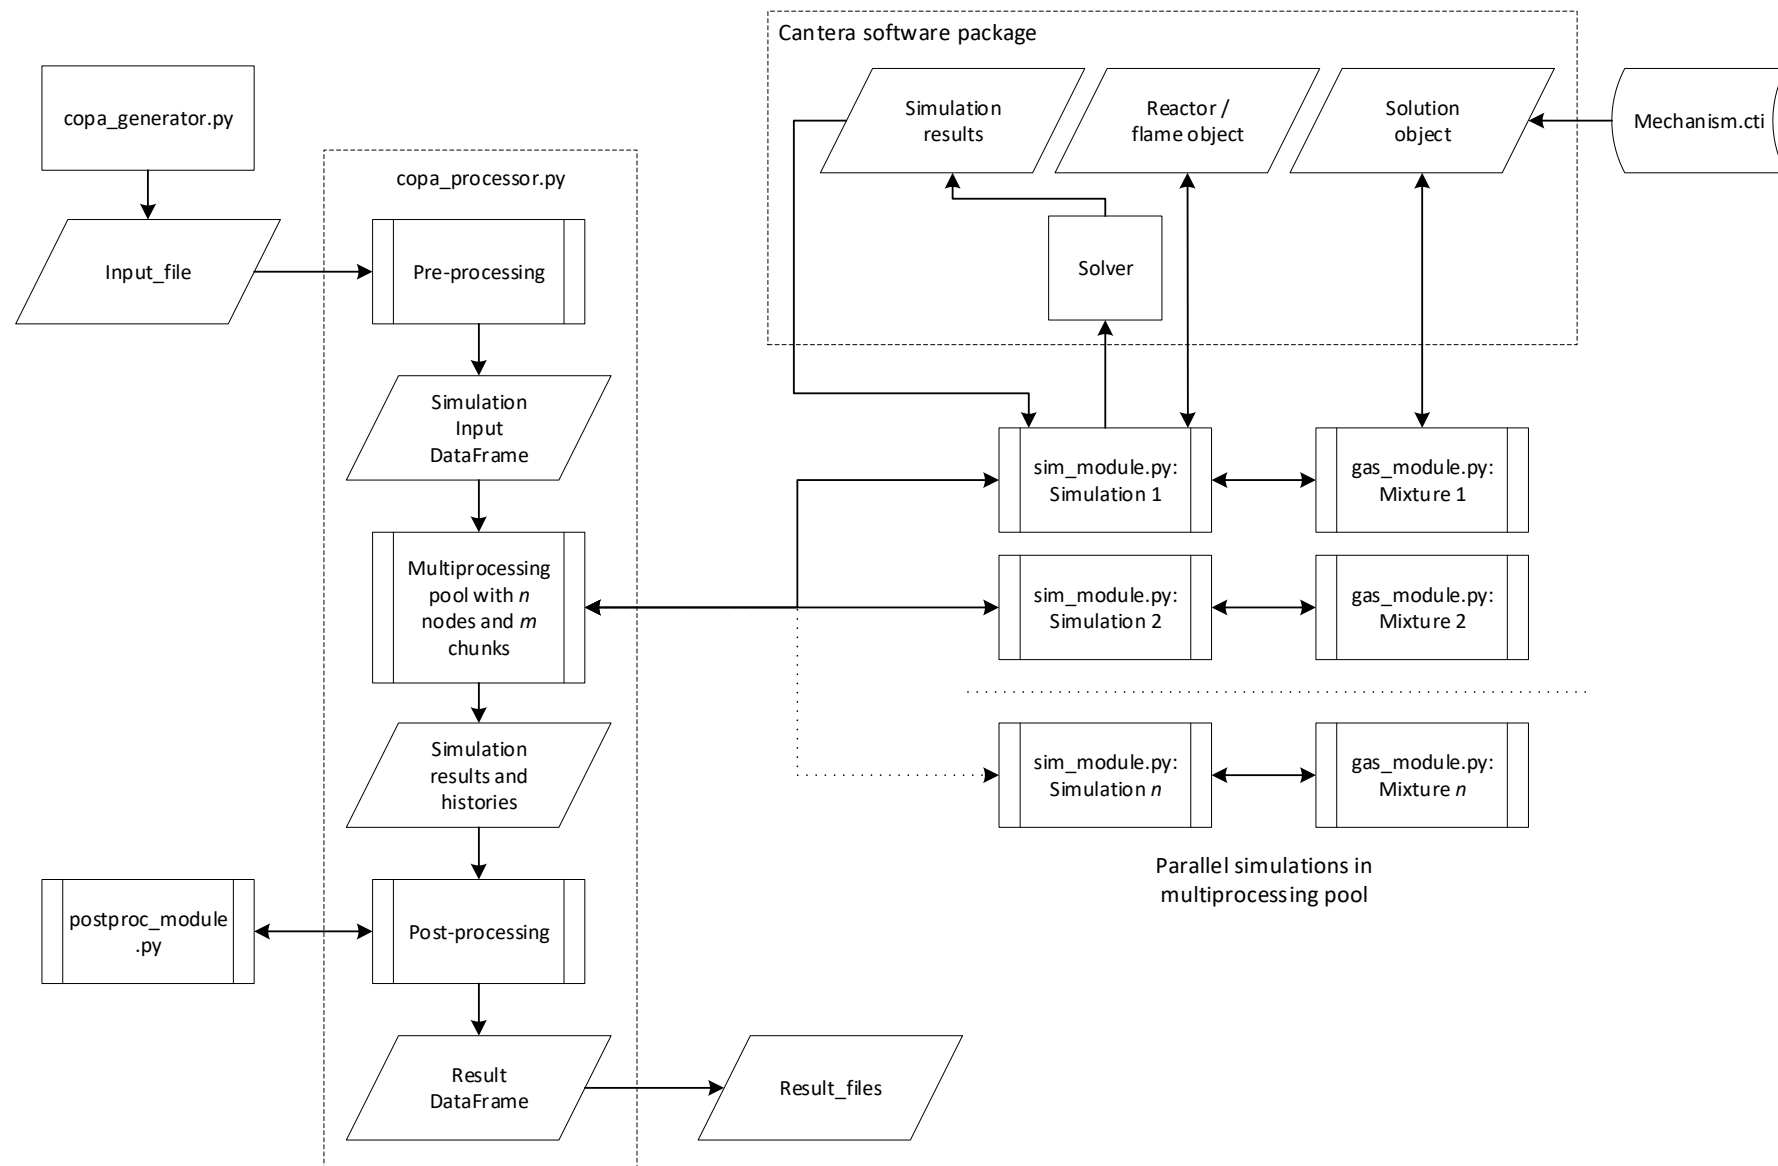 Cantera software package
copa_generator.py
Simulation
results
Reactor /
flame object
Solution
object
Mechanism.cti
copa_processor.py
Input_file
Pre-processing
Solver
Simulation
Input
DataFrame
sim_module.py:
Simulation 1
gas_module.py:
Mixture 1
Multiprocessing
pool with n
nodes and m
chunks
sim_module.py:
Simulation 2
gas_module.py:
Mixture 2
Simulation
results and
histories
sim_module.py:
Simulation n
gas_module.py:
Mixture n
Parallel simulations in
multiprocessing pool
postproc_module
.py
Post-processing
Result
DataFrame
Result_files